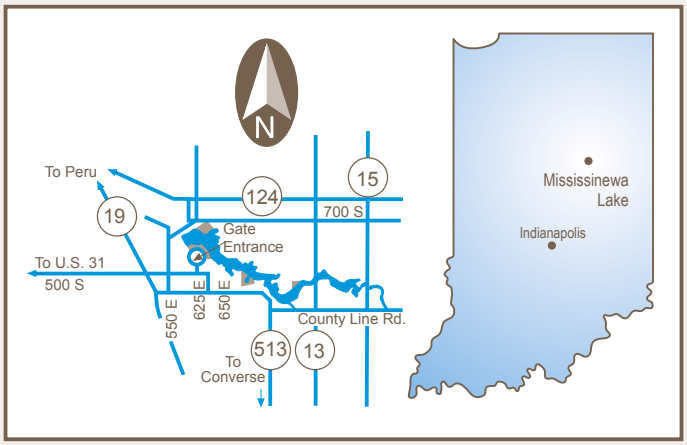 N
To Peru
124
15
19
700 S
Gate
Entrance
To U.S. 31
500 S
550 E
625 E
650 E
County Line Rd.
513
13
To
Converse
Mississinewa
Lake
Indianapolis